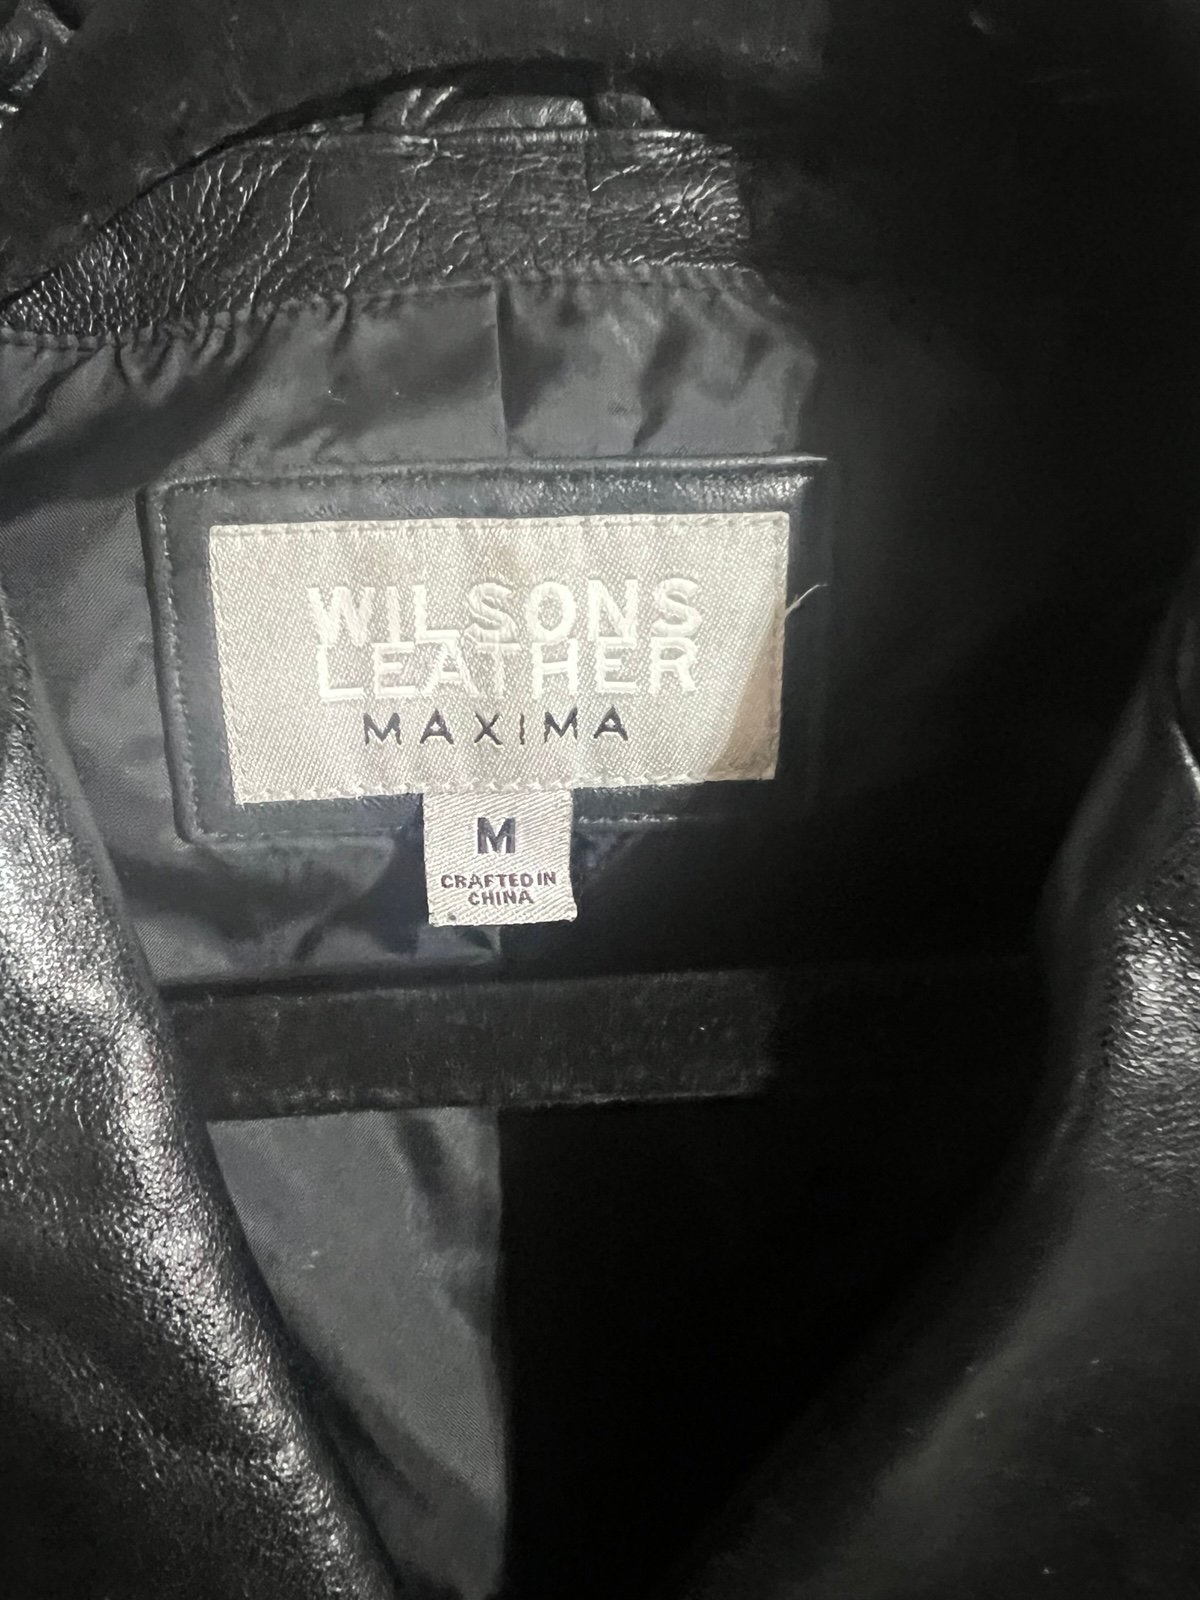 WILSONS
LEATHER
MAXIMA
M
CRAFTED IN
CHINA